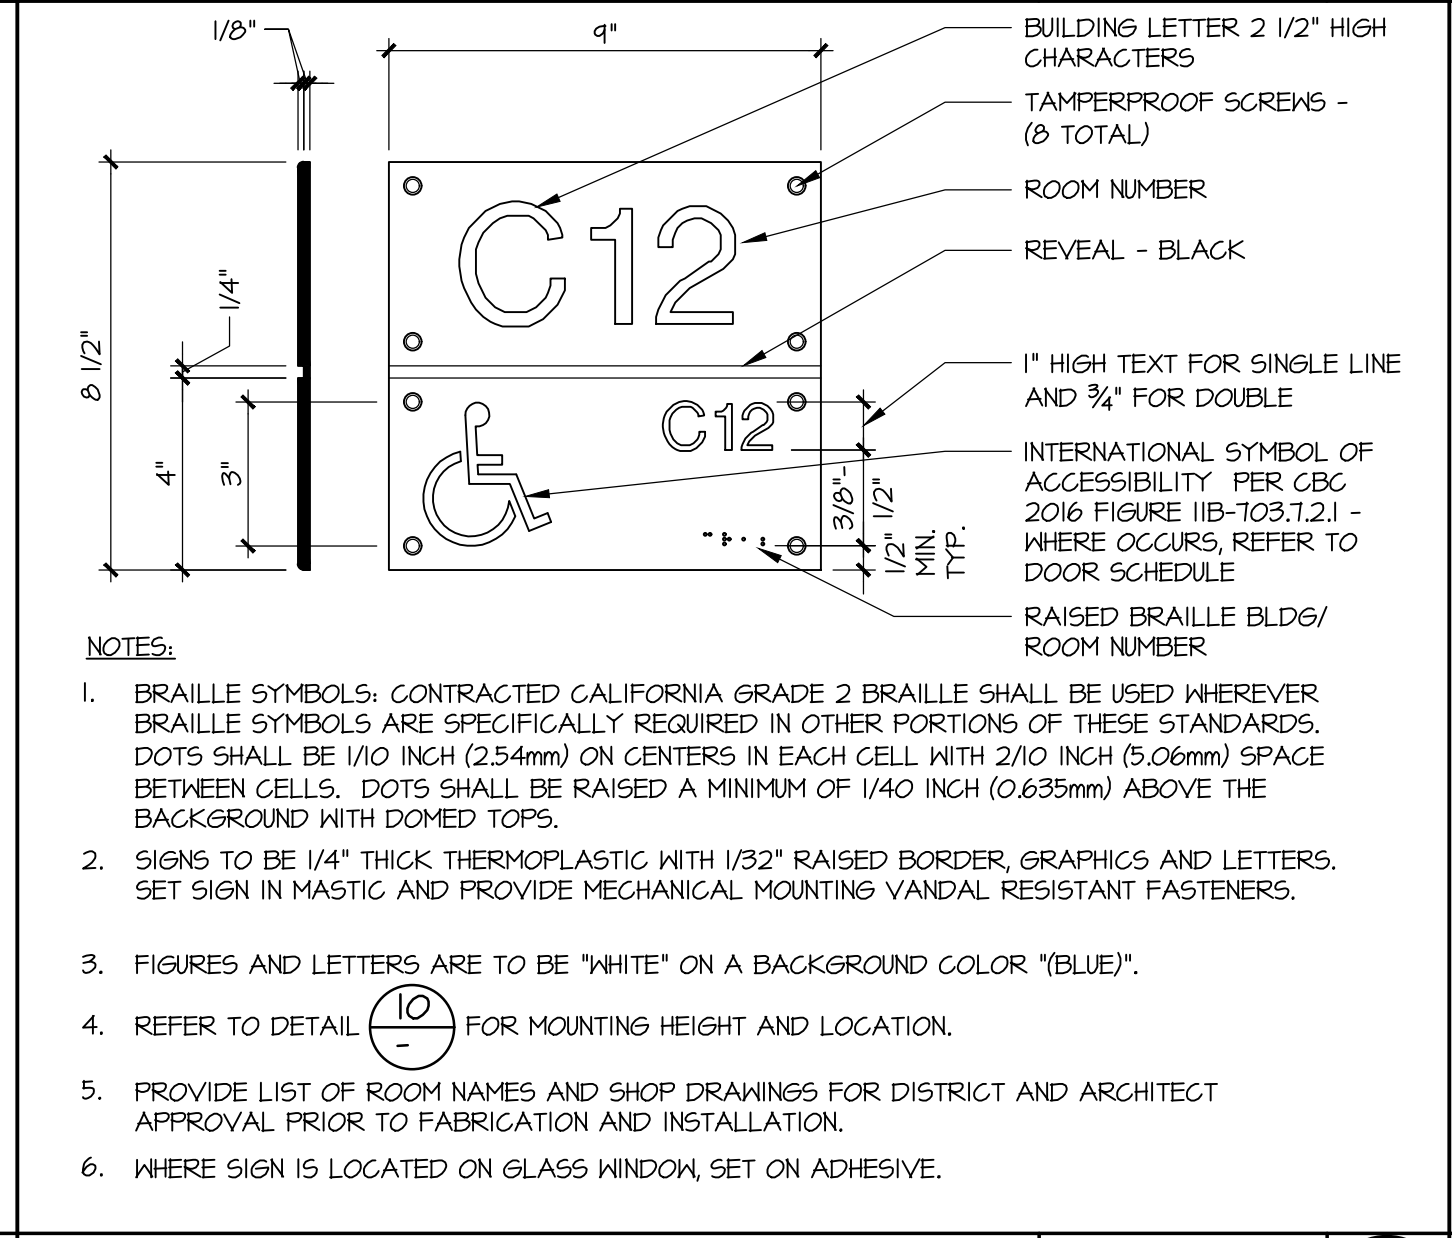 1/8"
9"
BUILDING LETTER 2 1/2" HIGH
CHARACTERS
TAMPERPROOF SCREWS -
(8 TOTAL)
ROOM NUMBER
REVEAL - BLACK
C12
1/4"
8 1/2"
4"
3"
1" HIGH TEXT FOR SINGLE LINE
AND 3/4" FOR DOUBLE
C12
INTERNATIONAL SYMBOL OF
ACCESSIBILITY PER CBC
2016 FIGURE 11B-703.7.2.1 -
WHERE OCCURS, REFER TO
DOOR SCHEDULE
3/8"-
1/2"
1/2"
MIN.
TYP.
RAISED BRAILLE BLDG/
ROOM NUMBER
NOTES:
1. BRAILLE SYMBOLS: CONTRACTED CALIFORNIA GRADE 2 BRAILLE SHALL BE USED WHEREVER
BRAILLE SYMBOLS ARE SPECIFICALLY REQUIRED IN OTHER PORTIONS OF THESE STANDARDS.
DOTS SHALL BE 1/10 INCH (2.54mm) ON CENTERS IN EACH CELL WITH 2/10 INCH (5.06mm) SPACE
BETWEEN CELLS. DOTS SHALL BE RAISED A MINIMUM OF 1/40 INCH (0.635mm) ABOVE THE
BACKGROUND WITH DOMED TOPS.
2. SIGNS TO BE 1/4" THICK THERMOPLASTIC WITH 1/32" RAISED BORDER, GRAPHICS AND LETTERS.
SET SIGN IN MASTIC AND PROVIDE MECHANICAL MOUNTING VANDAL RESISTANT FASTENERS.
3. FIGURES AND LETTERS ARE TO BE "WHITE" ON A BACKGROUND COLOR "(BLUE)".
4. REFER TO DETAIL 10 - FOR MOUNTING HEIGHT AND LOCATION.
5. PROVIDE LIST OF ROOM NAMES AND SHOP DRAWINGS FOR DISTRICT AND ARCHITECT
APPROVAL PRIOR TO FABRICATION AND INSTALLATION.
6. WHERE SIGN IS LOCATED ON GLASS WINDOW, SET ON ADHESIVE.